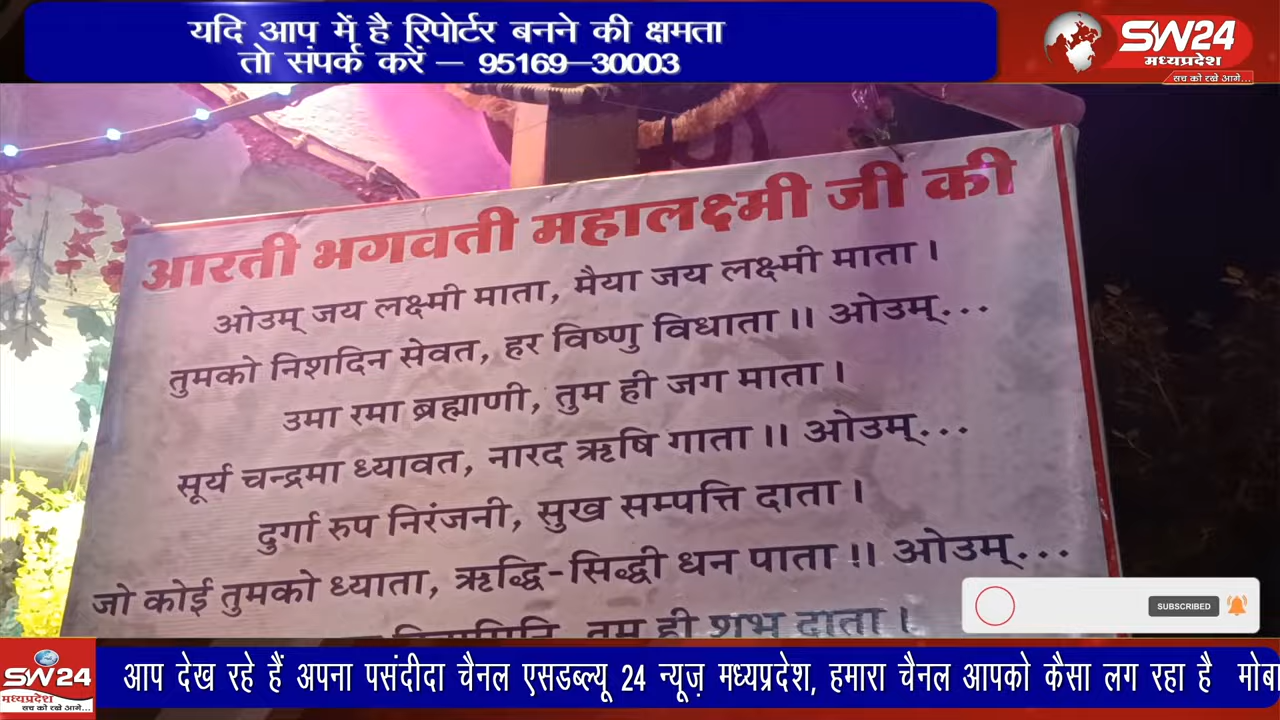 यदि आप में है रिपोर्टर बनने की क्षमता
तो संपर्क करें – 95169–30003
SW24
मध्यप्रदेश
सच को रखे आगे...
आरती भगवती महालक्ष्मी जी की
ओउम् जय लक्ष्मी माता, मैया जय लक्ष्मी माता।
तुमको निशदिन सेवत, हर विष्णु विधाता।। ओउम्...
उमा रमा ब्रह्माणी, तुम ही जग माता।
सूर्य चन्द्रमा ध्यावत, नारद ऋषि गाता।। ओउम्...
दुर्गा रुप निरंजनी, सुख सम्पत्ति दाता।
जो कोई तुमको ध्याता, ऋद्धि-सिद्धी धन पाता।। ओउम्...
तुम ही शुभ दाता।
SUBSCRIBED
SW24
मध्यप्रदेश
सच को रखे आगे...
आप देख रहे हैं अपना पसंदीदा चैनल एसडब्ल्यू 24 न्यूज़ मध्यप्रदेश, हमारा चैनल आपको कैसा लग रहा है